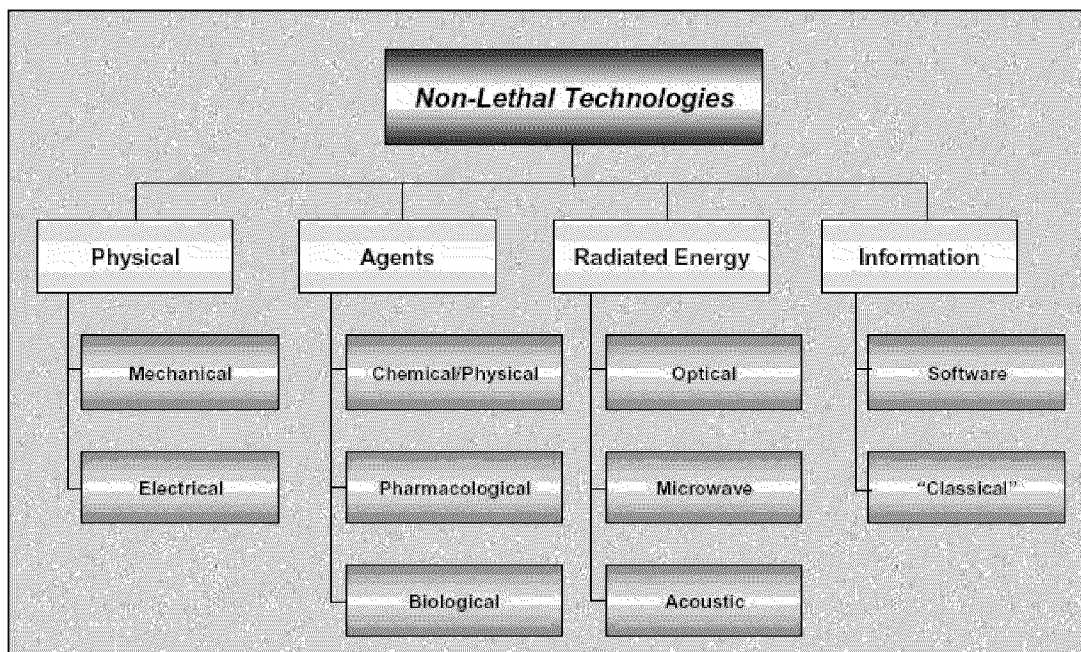 Non-Lethal Technologies
Physical
Agents
Radiated Energy
Information
Mechanical
Chemical/Physical
Optical
Software
Electrical
Pharmacological
Microwave
“Classical”
Biological
Acoustic